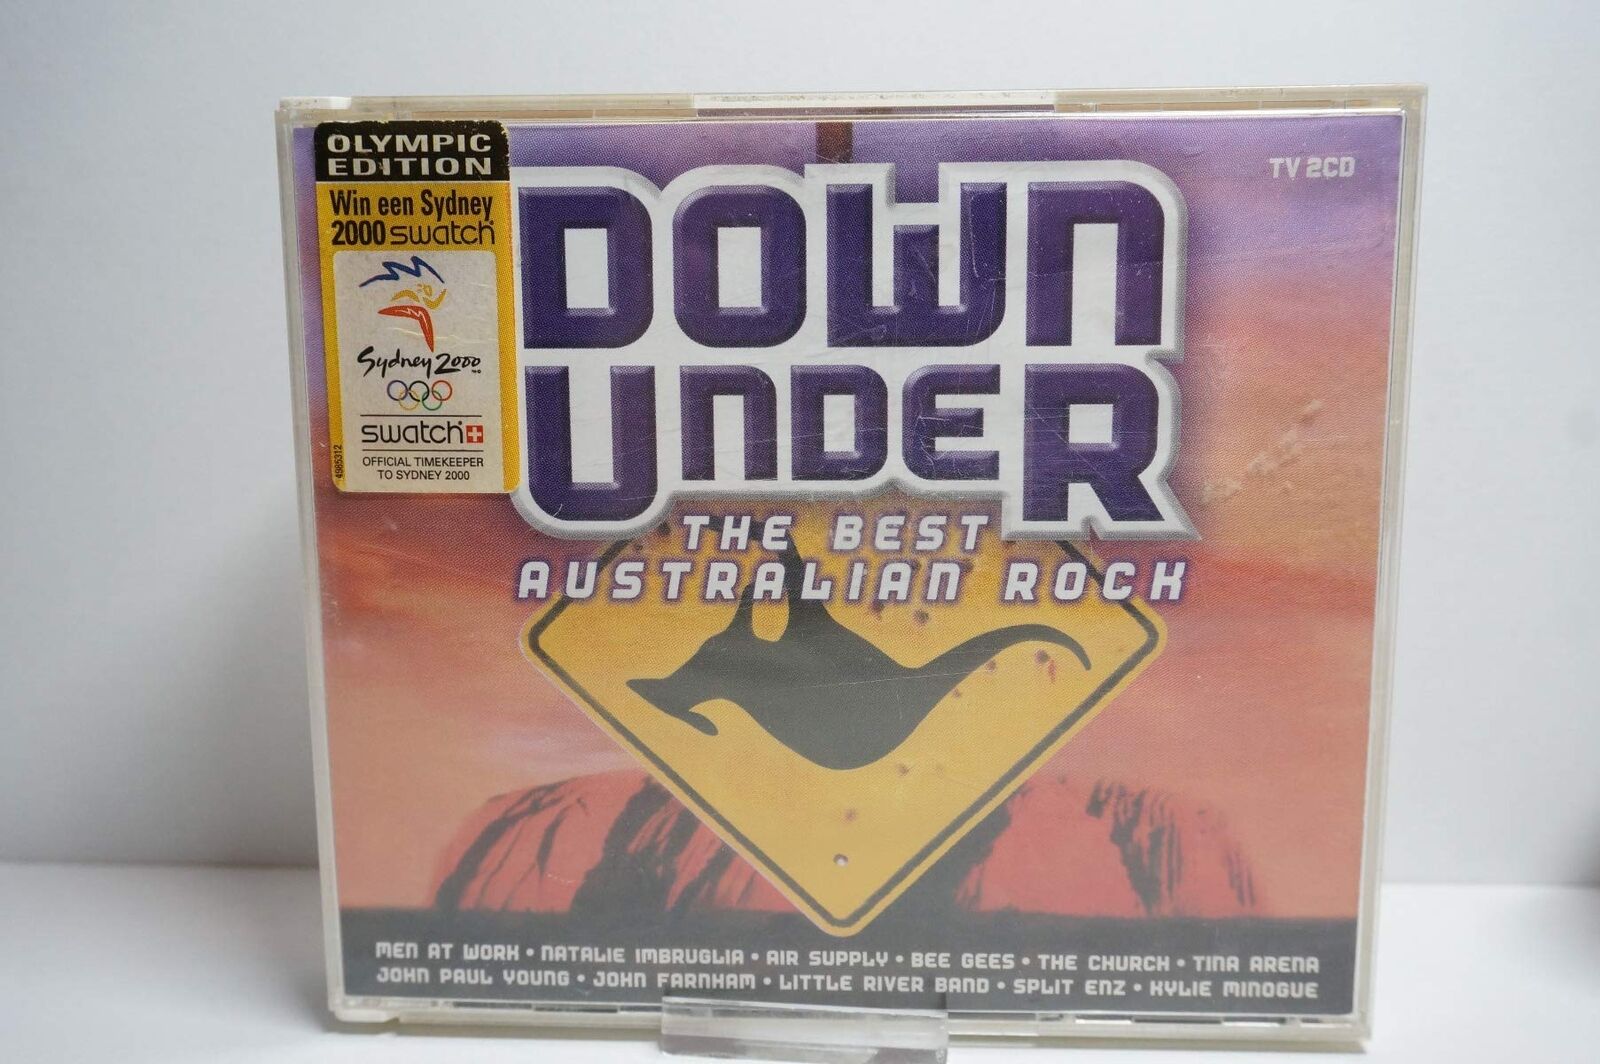 OLYMPIC
EDITION
Win een Sydney
2000 swatch
Sydney 2000
TM
swatch
OFFICIAL TIMEKEEPER
TO SYDNEY 2000
4985312
TV 2CD
DOWN
UNDER
THE BEST
AUSTRALIAN ROCK
MEN AT WORK • NATALIE IMBRUGLIA • AIR SUPPLY • BEE GEES • THE CHURCH • TINA ARENA
JOHN PAUL YOUNG • JOHN FARNHAM • LITTLE RIVER BAND • SPLIT ENZ • KYLIE MINOGUE